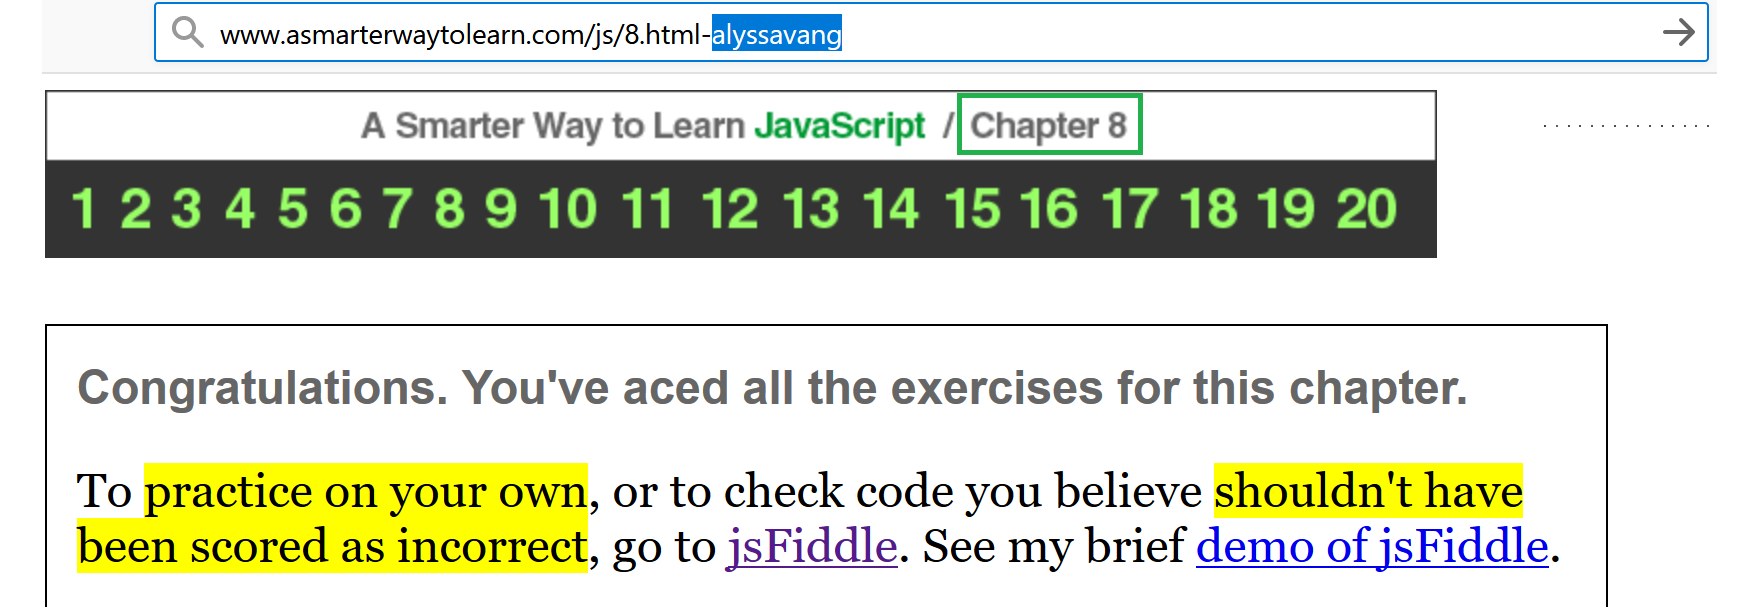 www.asmarterwaytolearn.com/js/8.html-alyssavang
A Smarter Way to Learn JavaScript / Chapter 8
1 2 3 4 5 6 7 8 9 10 11 12 13 14 15 16 17 18 19 20
Congratulations. You've aced all the exercises for this chapter.
To practice on your own, or to check code you believe shouldn't have
been scored as incorrect, go to jsFiddle. See my brief demo of jsFiddle.